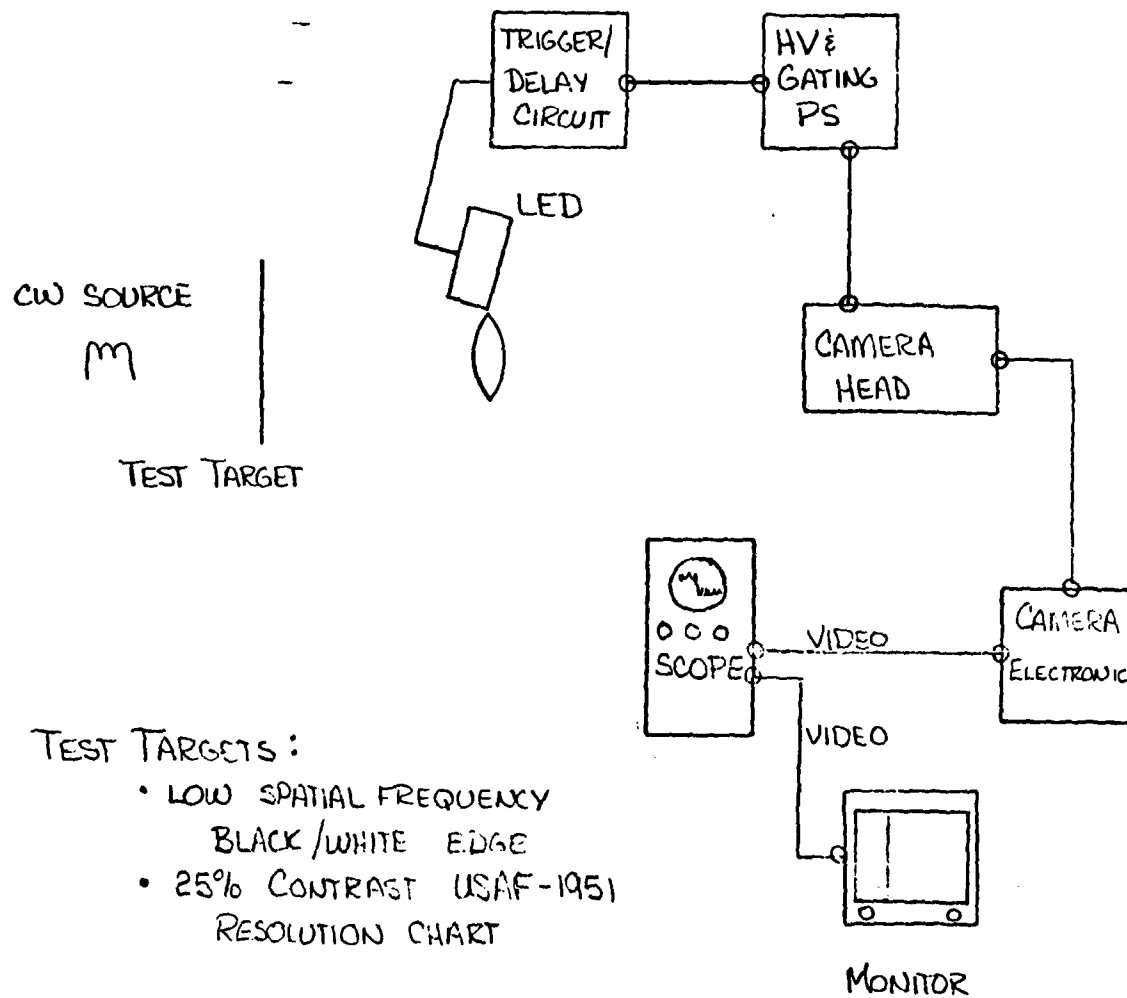 TRIGGER/
DELAY
CIRCUIT
HV &
GATING
PS
LED
CW SOURCE
TEST TARGET
CAMERA
HEAD
SCOPE
VIDEO
CAMERA
ELECTRONIC
VIDEO
TEST TARGETS:
• LOW SPATIAL FREQUENCY
BLACK/WHITE EDGE
• 25% CONTRAST USAF-1951
RESOLUTION CHART
MONITOR